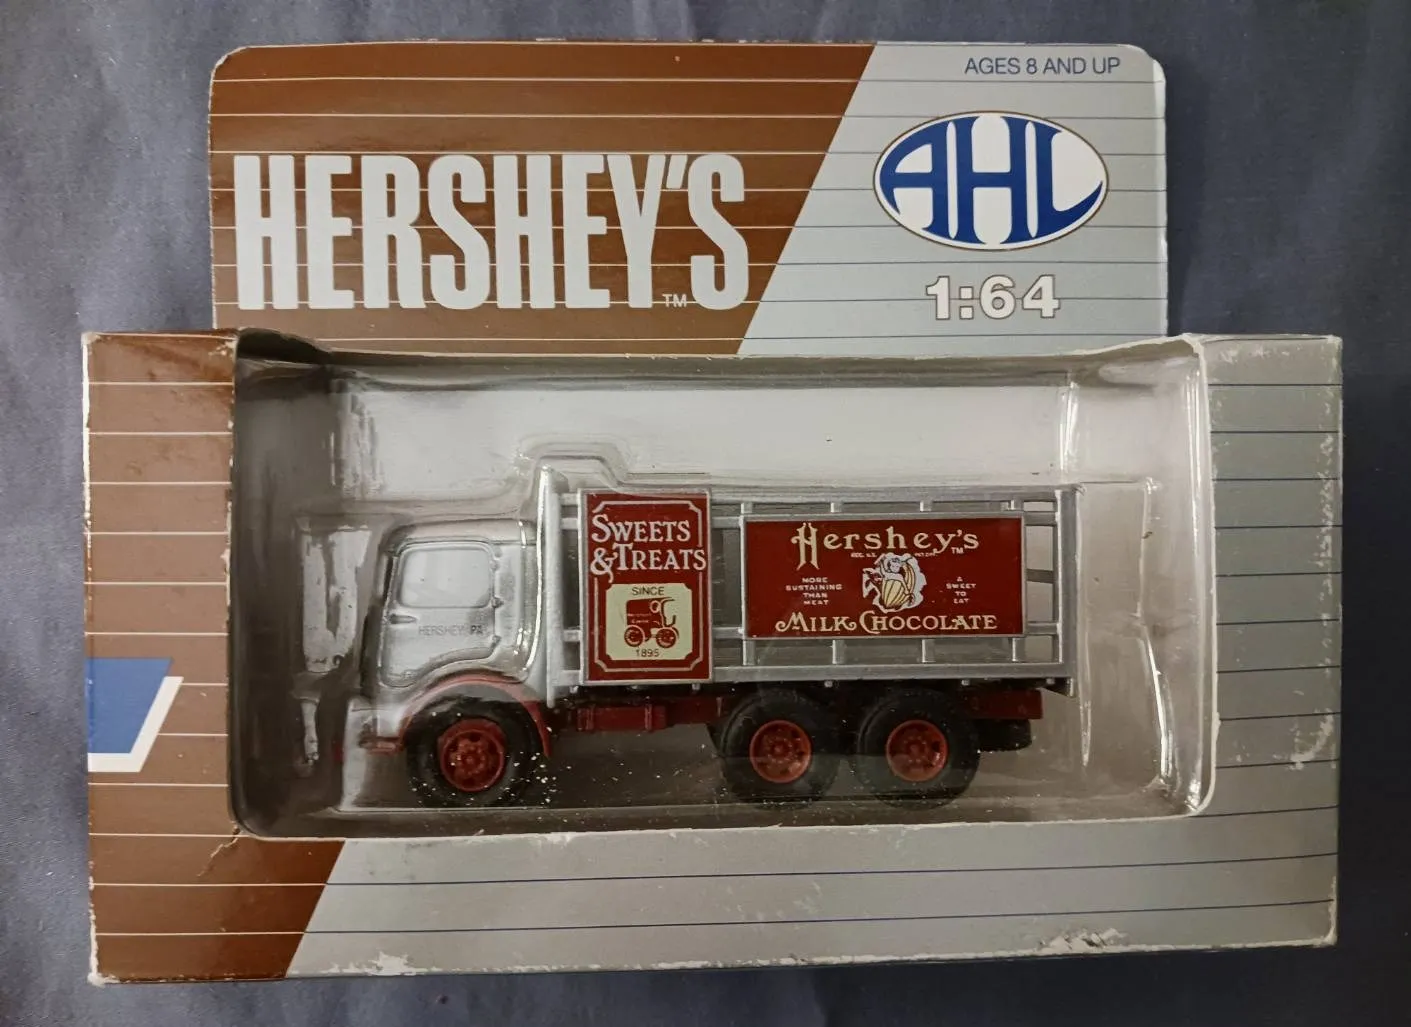 AGES 8 AND UP
HERSHEY'S
TM
AHL
1:64
SWEETS
& TREATS
SINCE
1895
Hershey's
TM
MORE
SUSTAINING
THAN
MEAT
A
SWEET
TO
EAT
MILK CHOCOLATE
HERSHEY PA